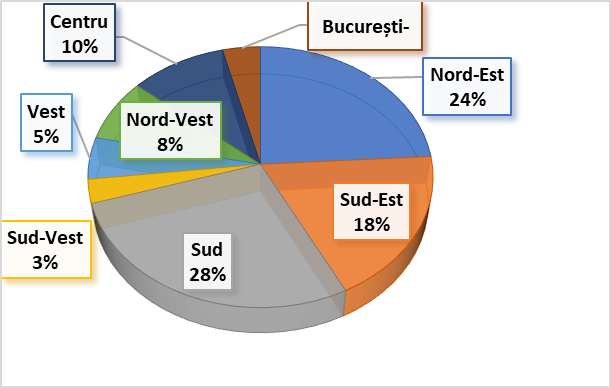 Centru
10%
București-
Nord-Est
24%
Vest
5%
Nord-Vest
8%
Sud-Est
18%
Sud-Vest
3%
Sud
28%